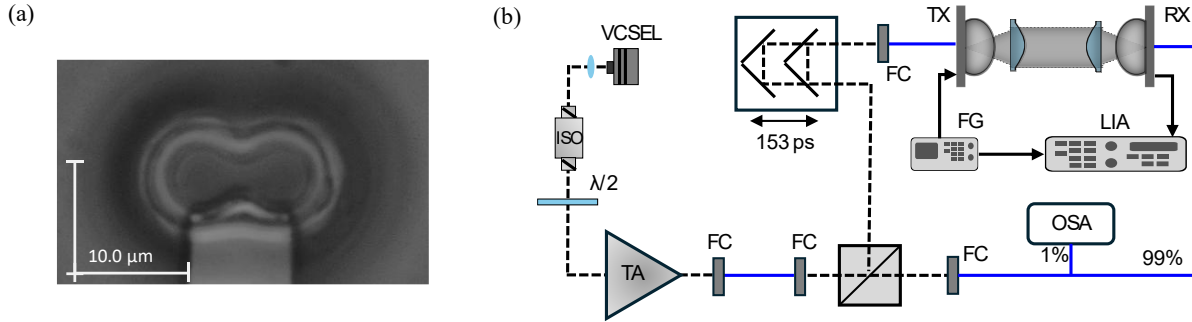 (a)
10.0 µm
(b)
VCSEL
ISO
λ/2
TA
FC
FC
153 ps
FC
TX
RX
FG
LIA
FC
OSA
1%
99%